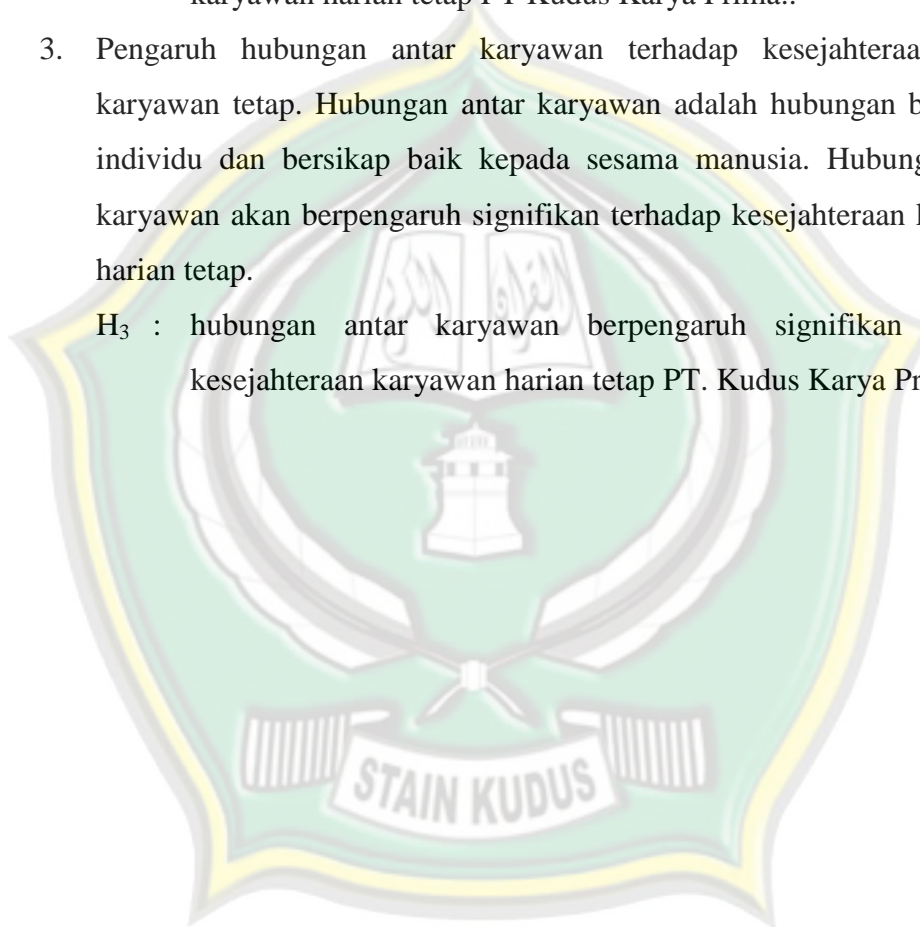 karyawan harian tetap PT Kudus Karya Prima..
3. Pengaruh hubungan antar karyawan terhadap kesejahteraa
karyawan tetap. Hubungan antar karyawan adalah hubungan b
individu dan bersikap baik kepada sesama manusia. Hubung
karyawan akan berpengaruh signifikan terhadap kesejahteraan
harian tetap.
H3 : hubungan antar karyawan berpengaruh signifikan
kesejahteraan karyawan harian tetap PT. Kudus Karya Pr
STAIN KUDUS